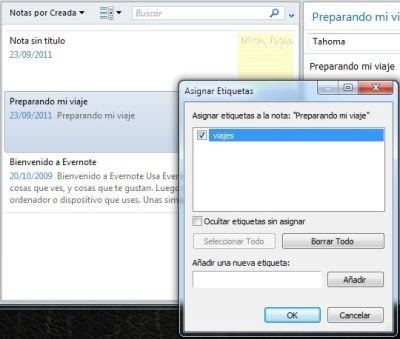 Notas por Creada
Buscar
Nota sin título
23/09/2011
Preparando mi viaje
23/09/2011 Preparando mi viaje
Bienvenido a Evernote
20/10/2009 Bienvenido a Evernote Usa Evern
cosas que ves, y cosas que te gustan. Luego
ordenador o dispositivo que uses. Unas sim
Preparando mi vi
Tahoma
Preparando mi viaje
Asignar Etiquetas
Asignar etiquetas a la nota: "Preparando mi viaje"
viajes
Ocultar etiquetas sin asignar
Seleccionar Todo
Borrar Todo
Añadir una nueva etiqueta:
Añadir
OK
Cancelar